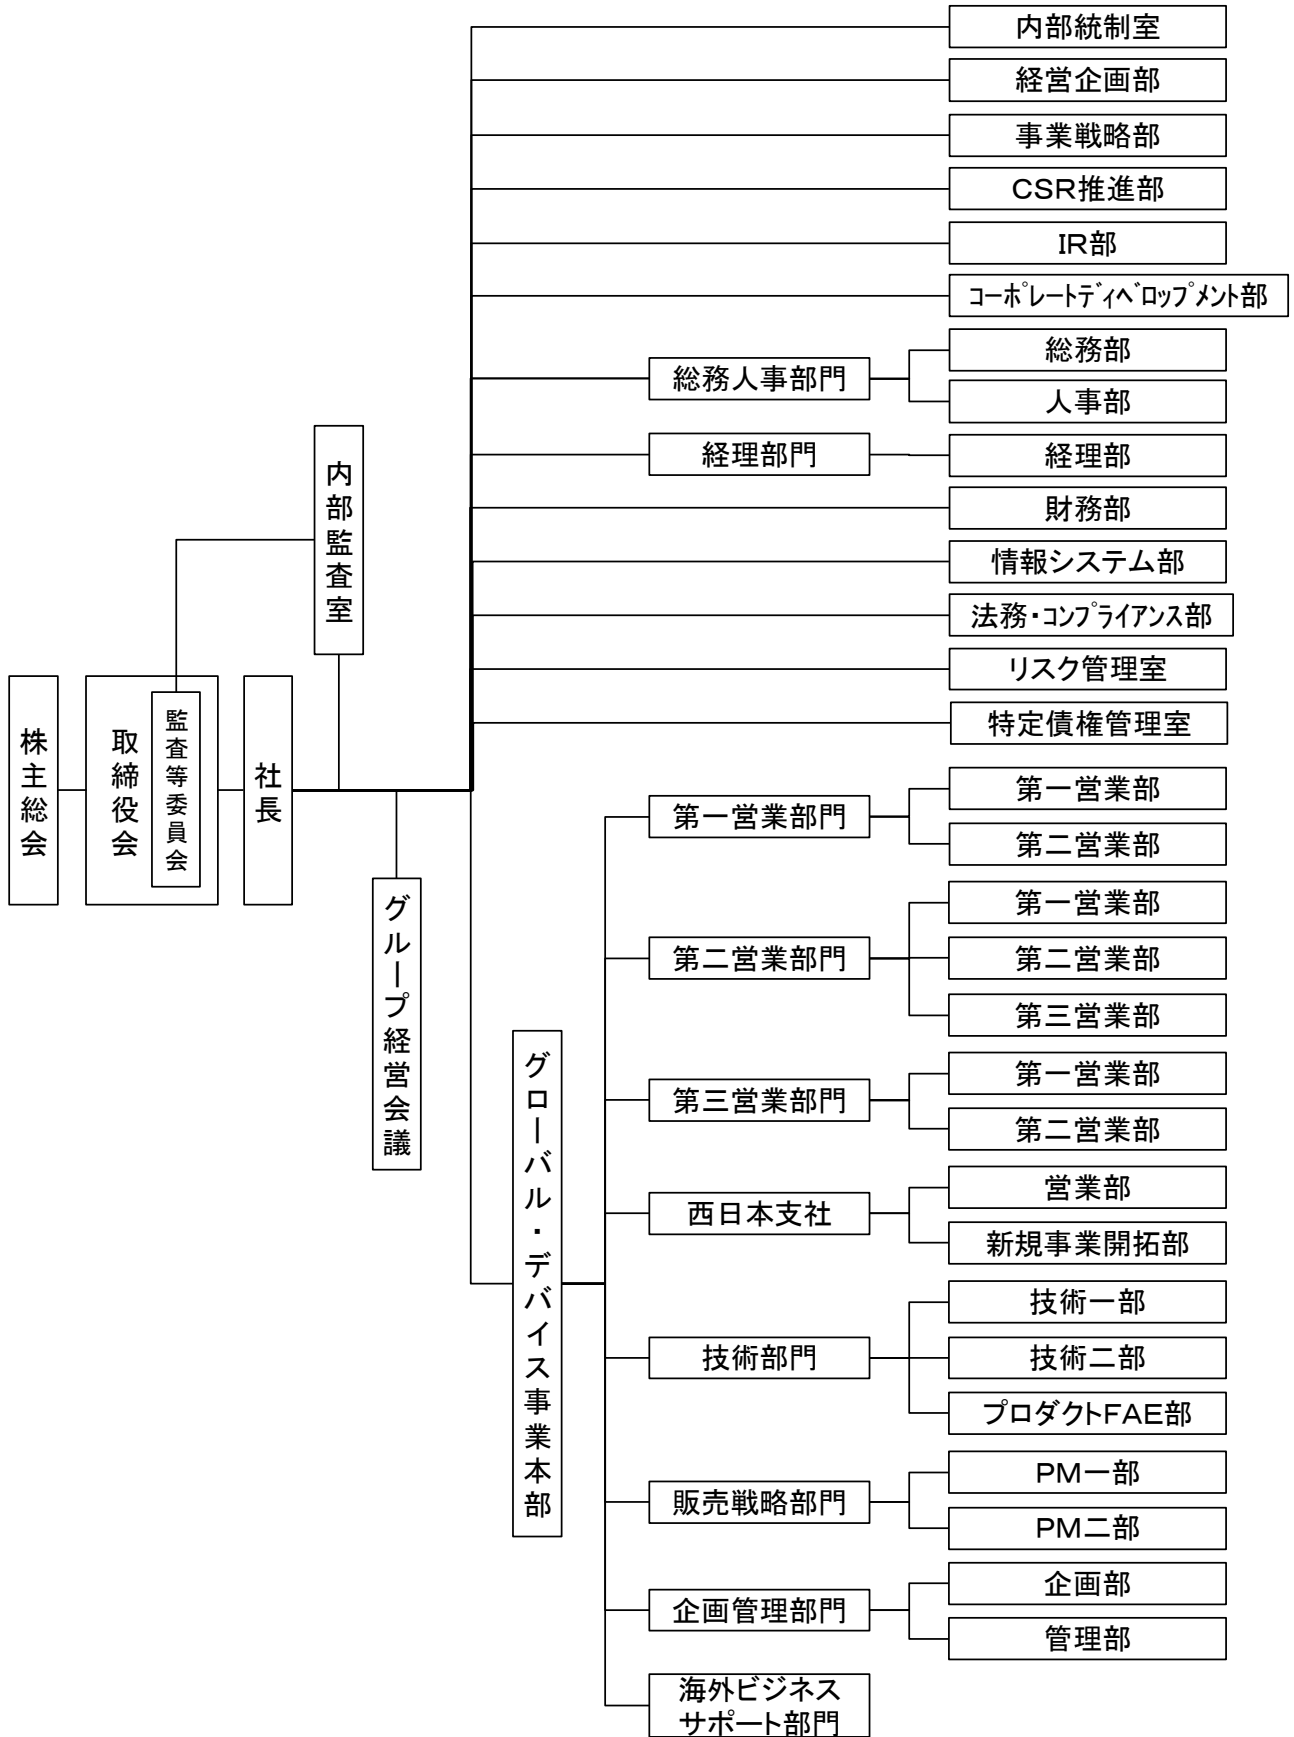 株主総会
取締役会
監査等委員会
社長
内部監査室
グループ経営会議
内部統制室
経営企画部
事業戦略部
CSR推進部
IR部
コーポレートディベロップメント部
総務人事部門
総務部
人事部
経理部門
経理部
財務部
情報システム部
法務・コンプライアンス部
リスク管理室
特定債権管理室
グローバル・デバイス事業本部
第一営業部門
第一営業部
第二営業部
第二営業部門
第一営業部
第二営業部
第三営業部
第三営業部門
第一営業部
第二営業部
西日本支社
営業部
新規事業開拓部
技術部門
技術一部
技術二部
プロダクトFAE部
販売戦略部門
PM一部
PM二部
企画管理部門
企画部
管理部
海外ビジネス
サポート部門